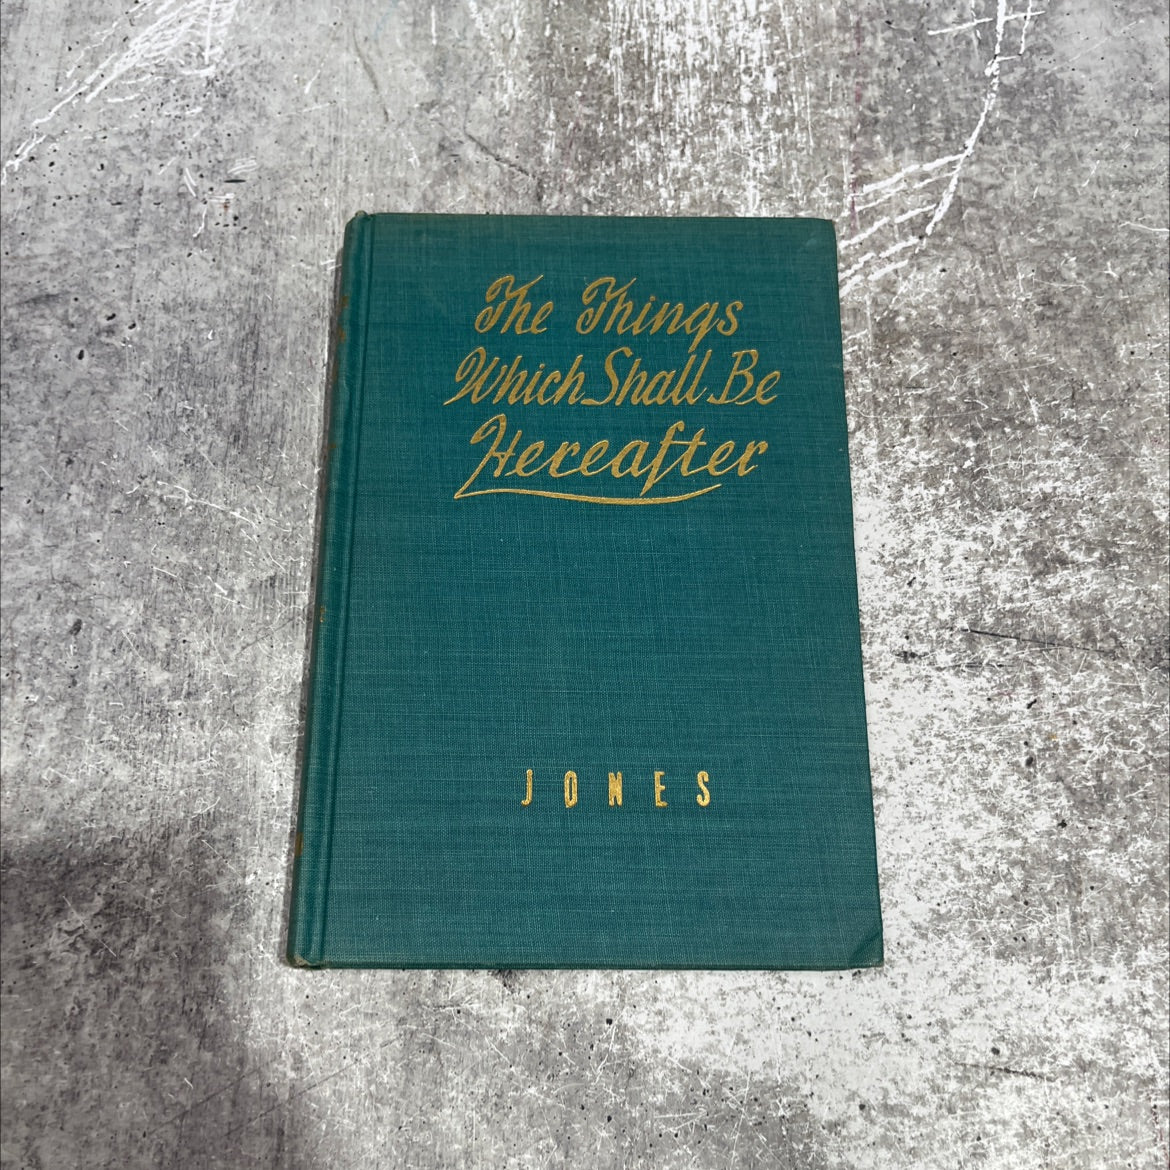 The Things
Which Shall Be
Hereafter
JONES